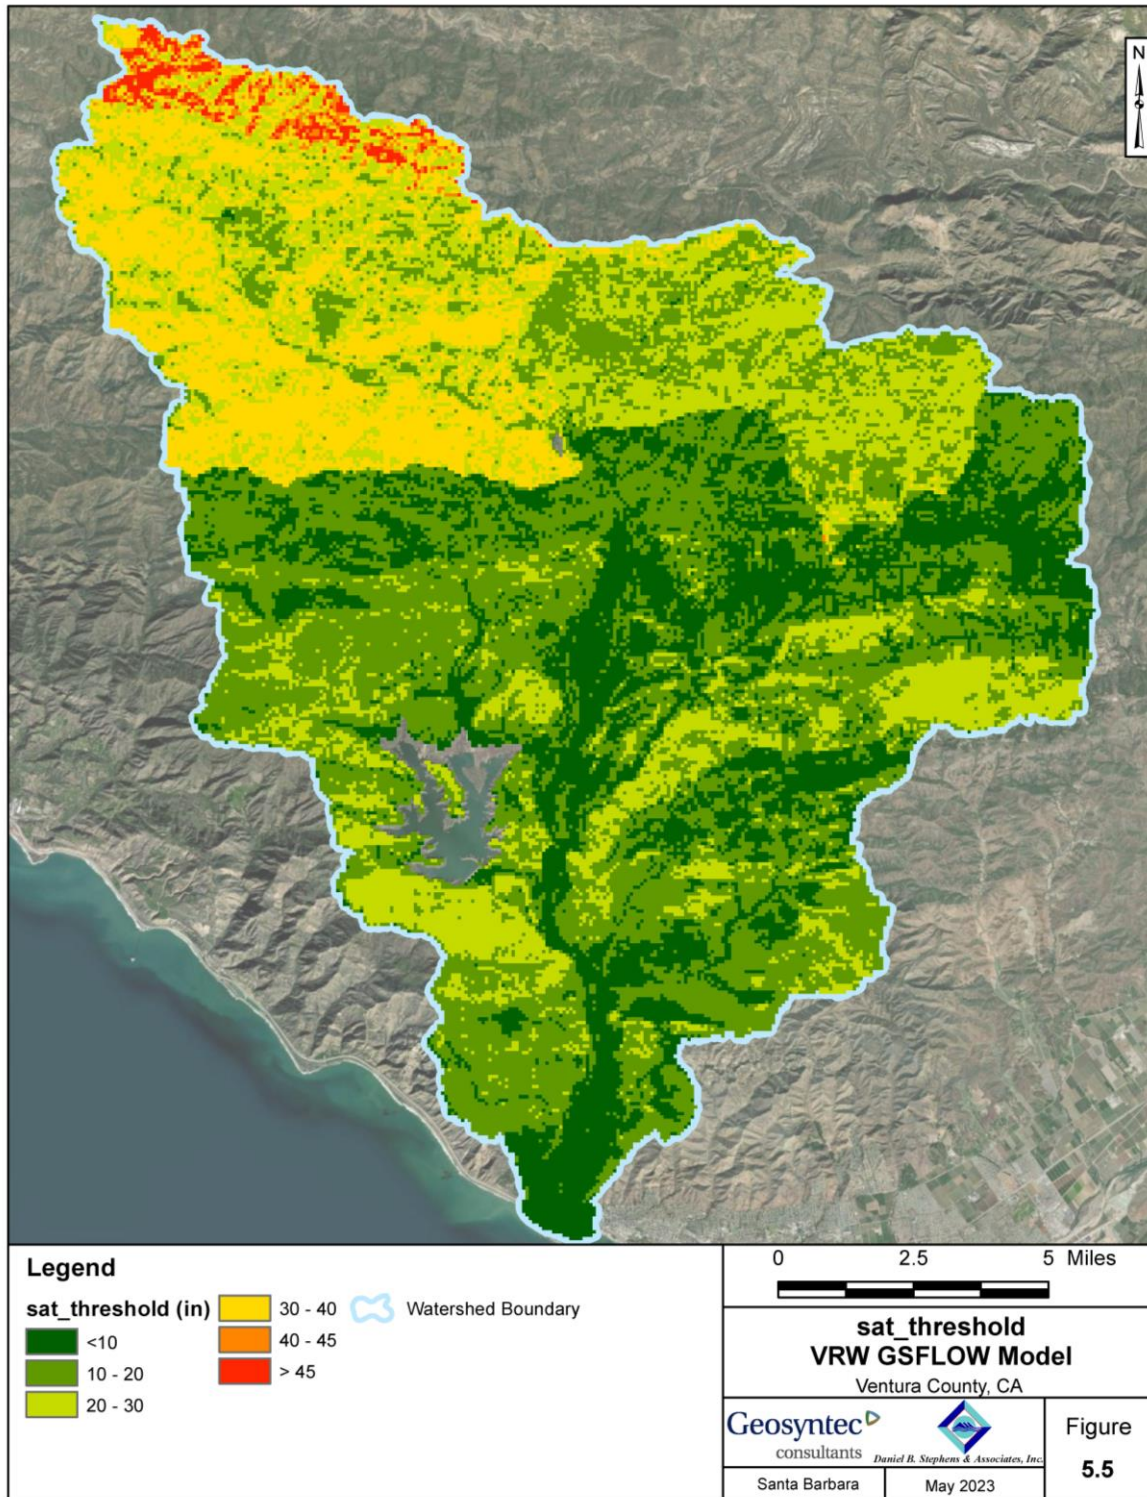 N
Legend
sat_threshold (in)
<10
10 - 20
20 - 30
30 - 40
40 - 45
> 45
Watershed Boundary
0 2.5 5 Miles
sat_threshold
VRW GSFLOW Model
Ventura County, CA
Geosyntec
consultants
Daniel B. Stephens & Associates, Inc.
Santa Barbara
May 2023
Figure
5.5